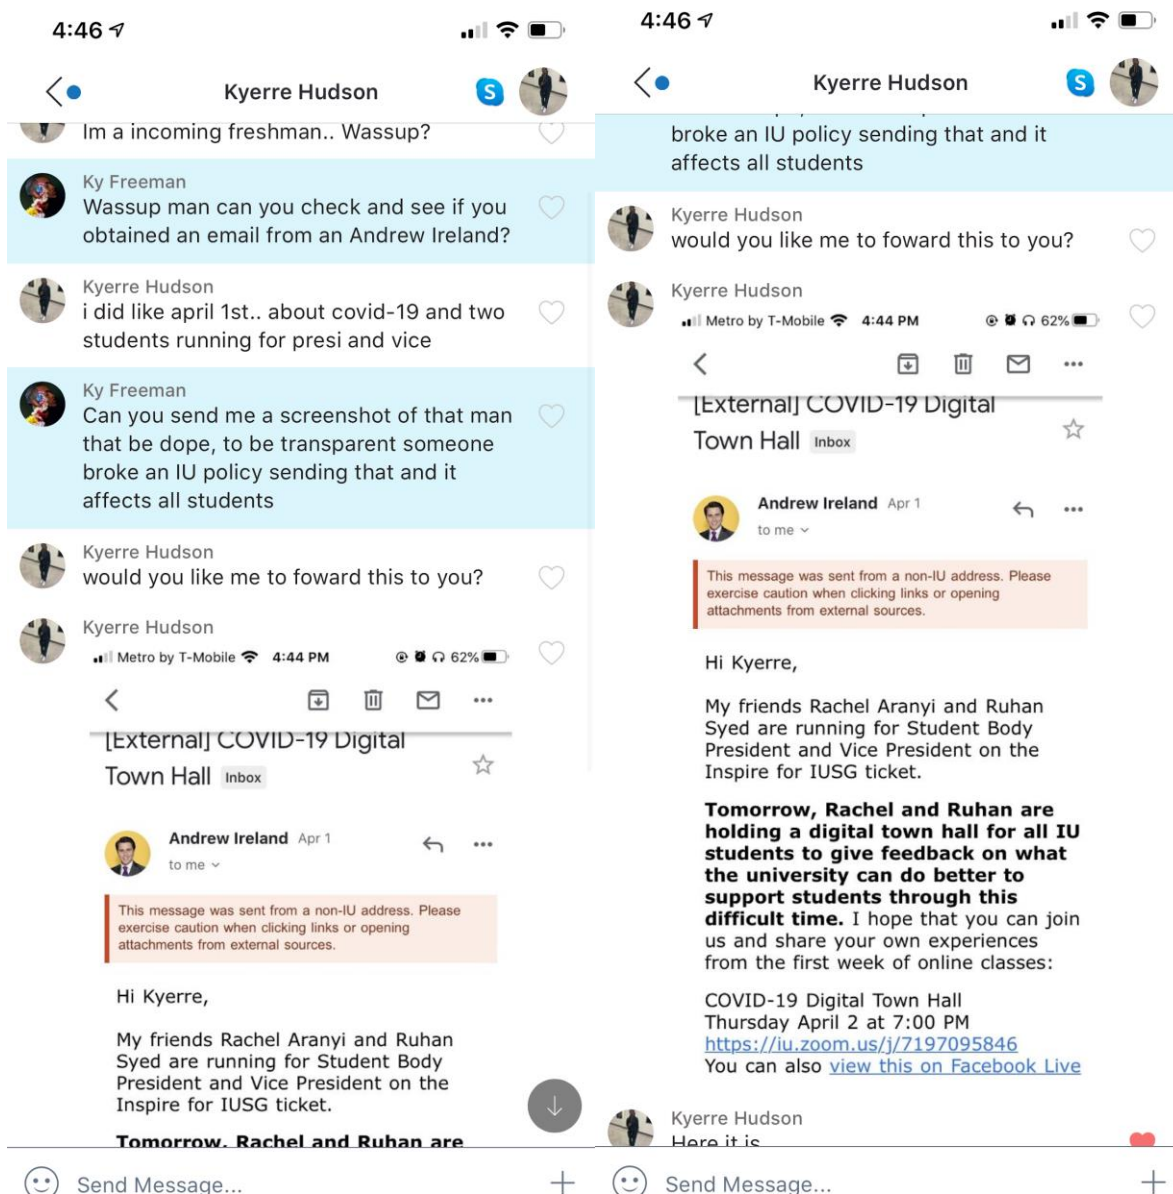 4:46
Kyerre Hudson
Im a incoming freshman.. Wassup?
Ky Freeman
Wassup man can you check and see if you
obtained an email from an Andrew Ireland?
Kyerre Hudson
i did like april 1st.. about covid-19 and two
students running for presi and vice
Ky Freeman
Can you send me a screenshot of that man
that be dope, to be transparent someone
broke an IU policy sending that and it
affects all students
Kyerre Hudson
would you like me to foward this to you?
Kyerre Hudson
Metro by T-Mobile 4:44 PM 62%
[External] COVID-19 Digital
Town Hall Inbox
Andrew Ireland Apr 1
to me
This message was sent from a non-IU address. Please
exercise caution when clicking links or opening
attachments from external sources.
Hi Kyerre,
My friends Rachel Aranyi and Ruhan
Syed are running for Student Body
President and Vice President on the
Inspire for IUSG ticket.
Tomorrow, Rachel and Ruhan are
Send Message...
4:46
Kyerre Hudson
broke an IU policy sending that and it
affects all students
Kyerre Hudson
would you like me to foward this to you?
Kyerre Hudson
Metro by T-Mobile 4:44 PM 62%
[External] COVID-19 Digital
Town Hall Inbox
Andrew Ireland Apr 1
to me
This message was sent from a non-IU address. Please
exercise caution when clicking links or opening
attachments from external sources.
Hi Kyerre,
My friends Rachel Aranyi and Ruhan
Syed are running for Student Body
President and Vice President on the
Inspire for IUSG ticket.
Tomorrow, Rachel and Ruhan are
holding a digital town hall for all IU
students to give feedback on what
the university can do better to
support students through this
difficult time. I hope that you can join
us and share your own experiences
from the first week of online classes:
COVID-19 Digital Town Hall
Thursday April 2 at 7:00 PM
https://iu.zoom.us/j/7197095846
You can also view this on Facebook Live
Kyerre Hudson
Here it is
Send Message...